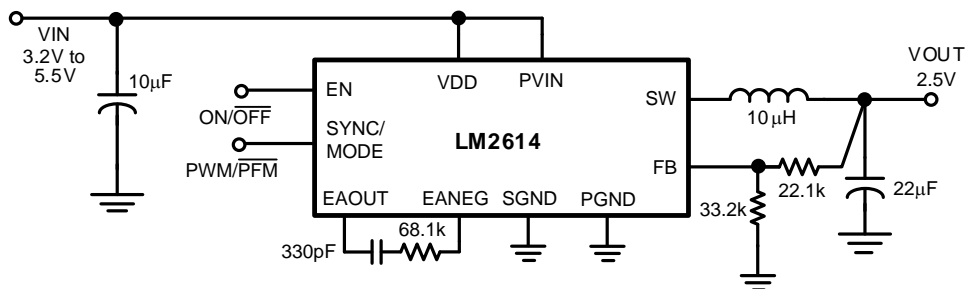 VIN
3.2V to
5.5V
10μF
VDD
PVIN
VOUT
2.5V
EN
ON/OFF
SYNC/
MODE
PWM/PFM
LM2614
SW
10μH
FB
22.1k
22μF
33.2k
EAOUT
EANEG
SGND
PGND
68.1k
330pF